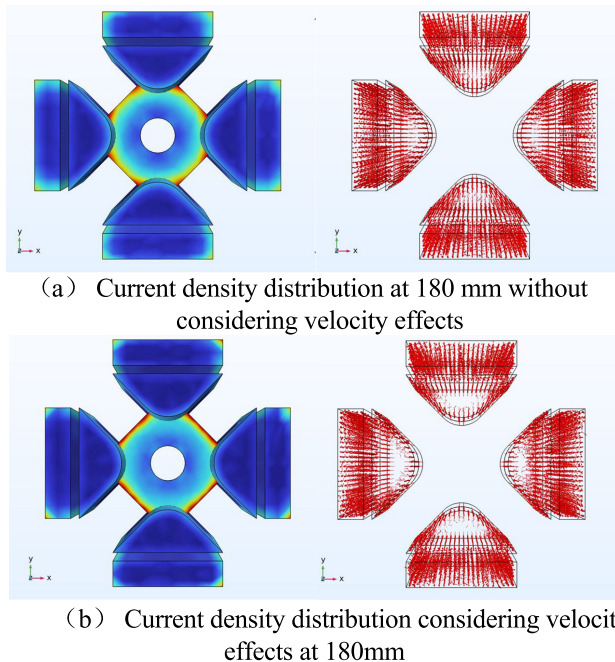 y
z x
y
z x
(a) Current density distribution at 180 mm without
considering velocity effects
y
z x
y
z x
(b) Current density distribution considering velocit
effects at 180mm